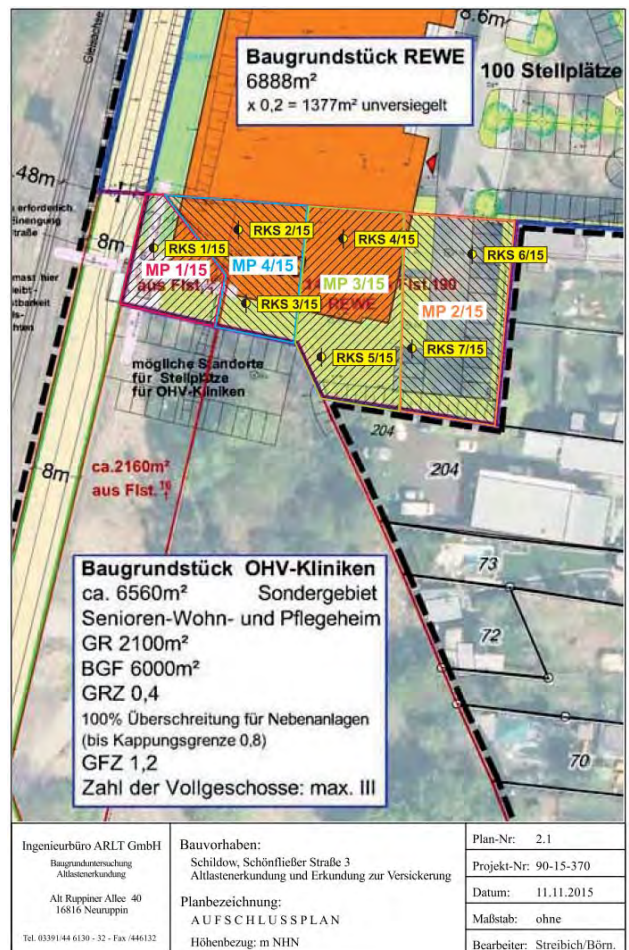 8.6m
Baugrundstück REWE
6888m²
x 0,2 = 1377m² unversiegelt
100 Stellplätze
.48m
erforderlich
Einengung
8m
RKS 1/15
RKS 2/15
RKS 4/15
RKS 6/15
MP 1/15
MP 4/15
MP 3/15
MP 2/15
aus Flst.
Flst.190
REWE
RKS 3/15
RKS 5/15
RKS 7/15
mögliche Standorte
für Stellplätze
für OHV-Kliniken
204
204
8m
ca.2160m²
aus Flst.
73
72
70
Baugrundstück OHV-Kliniken
ca. 6560m² Sondergebiet
Senioren-Wohn- und Pflegeheim
GR 2100m²
BGF 6000m²
GRZ 0,4
100% Überschreitung für Nebenanlagen
(bis Kappungsgrenze 0,8)
GFZ 1,2
Zahl der Vollgeschosse: max. III
Ingenieurbüro ARLT GmbH
Baugrunduntersuchung
Altlastenerkundung
Alt Ruppiner Allee 40
16816 Neuruppin
Tel. 03391/44 6130 - 32 - Fax /446132
Bauvorhaben:
Schildow, Schönfließer Straße 3
Altlastenerkundung und Erkundung zur Versickerung
Planbezeichnung:
AUFSCHLUSSPLAN
Höhenbezug: m NHN
Plan-Nr: 2.1
Projekt-Nr: 90-15-370
Datum: 11.11.2015
Maßstab: ohne
Bearbeiter: Streibich/Börn.